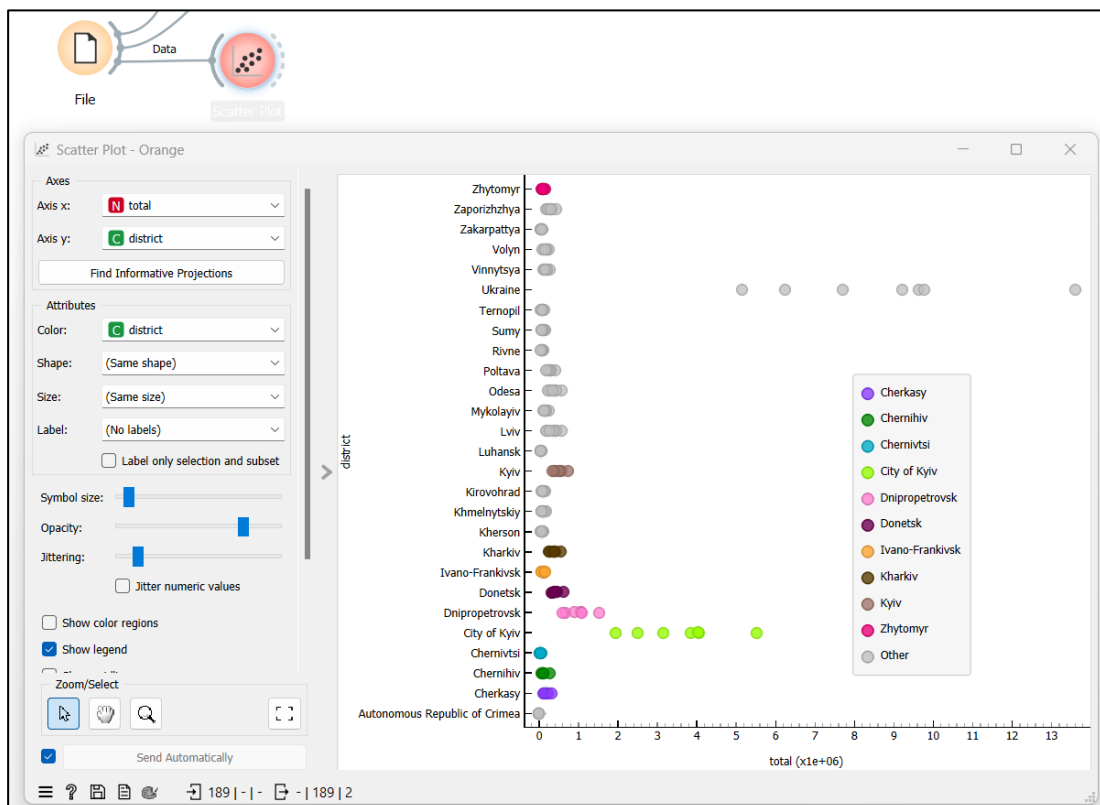 Data
File
Scatter Plot
Scatter Plot - Orange
Axes
Axis x: N total
Axis y: C district
Find Informative Projections
Attributes
Color: C district
Shape: (Same shape)
Size: (Same size)
Label: (No labels)
Label only selection and subset
Symbol size:
Opacity:
Jittering:
Jitter numeric values
Show color regions
Show legend
Zoom/Select
Send Automatically
189 | - | - - | 189 | 2
district
Zhytomyr
Zaporizhzhya
Zakarpattya
Volyn
Vinnytsya
Ukraine
Ternopil
Sumy
Rivne
Poltava
Odesa
Mykolayiv
Lviv
Luhansk
Kyiv
Kirovohrad
Khmelnytskiy
Kherson
Kharkiv
Ivano-Frankivsk
Donetsk
Dnipropetrovsk
City of Kyiv
Chernivtsi
Chernihiv
Cherkasy
Autonomous Republic of Crimea
0 1 2 3 4 5 6 7 8 9 10 11 12 13
total (x1e+06)
Cherkasy
Chernihiv
Chernivtsi
City of Kyiv
Dnipropetrovsk
Donetsk
Ivano-Frankivsk
Kharkiv
Kyiv
Zhytomyr
Other